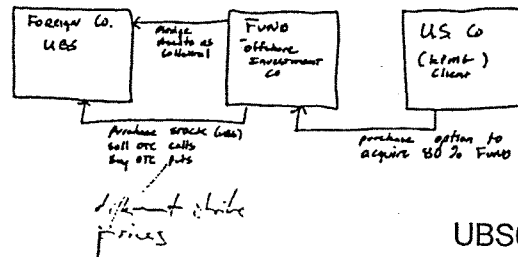 FOREIGN CO.
UBS
Pledge
assets as
collateral
FUND
Offshore
Investment
Co
U.S. Co
(KPMG)
Client
Purchase stock (UBS)
Sell OTC calls
Buy OTC puts
purchase option to
acquire 80% FUND
different strike
prices
UBS